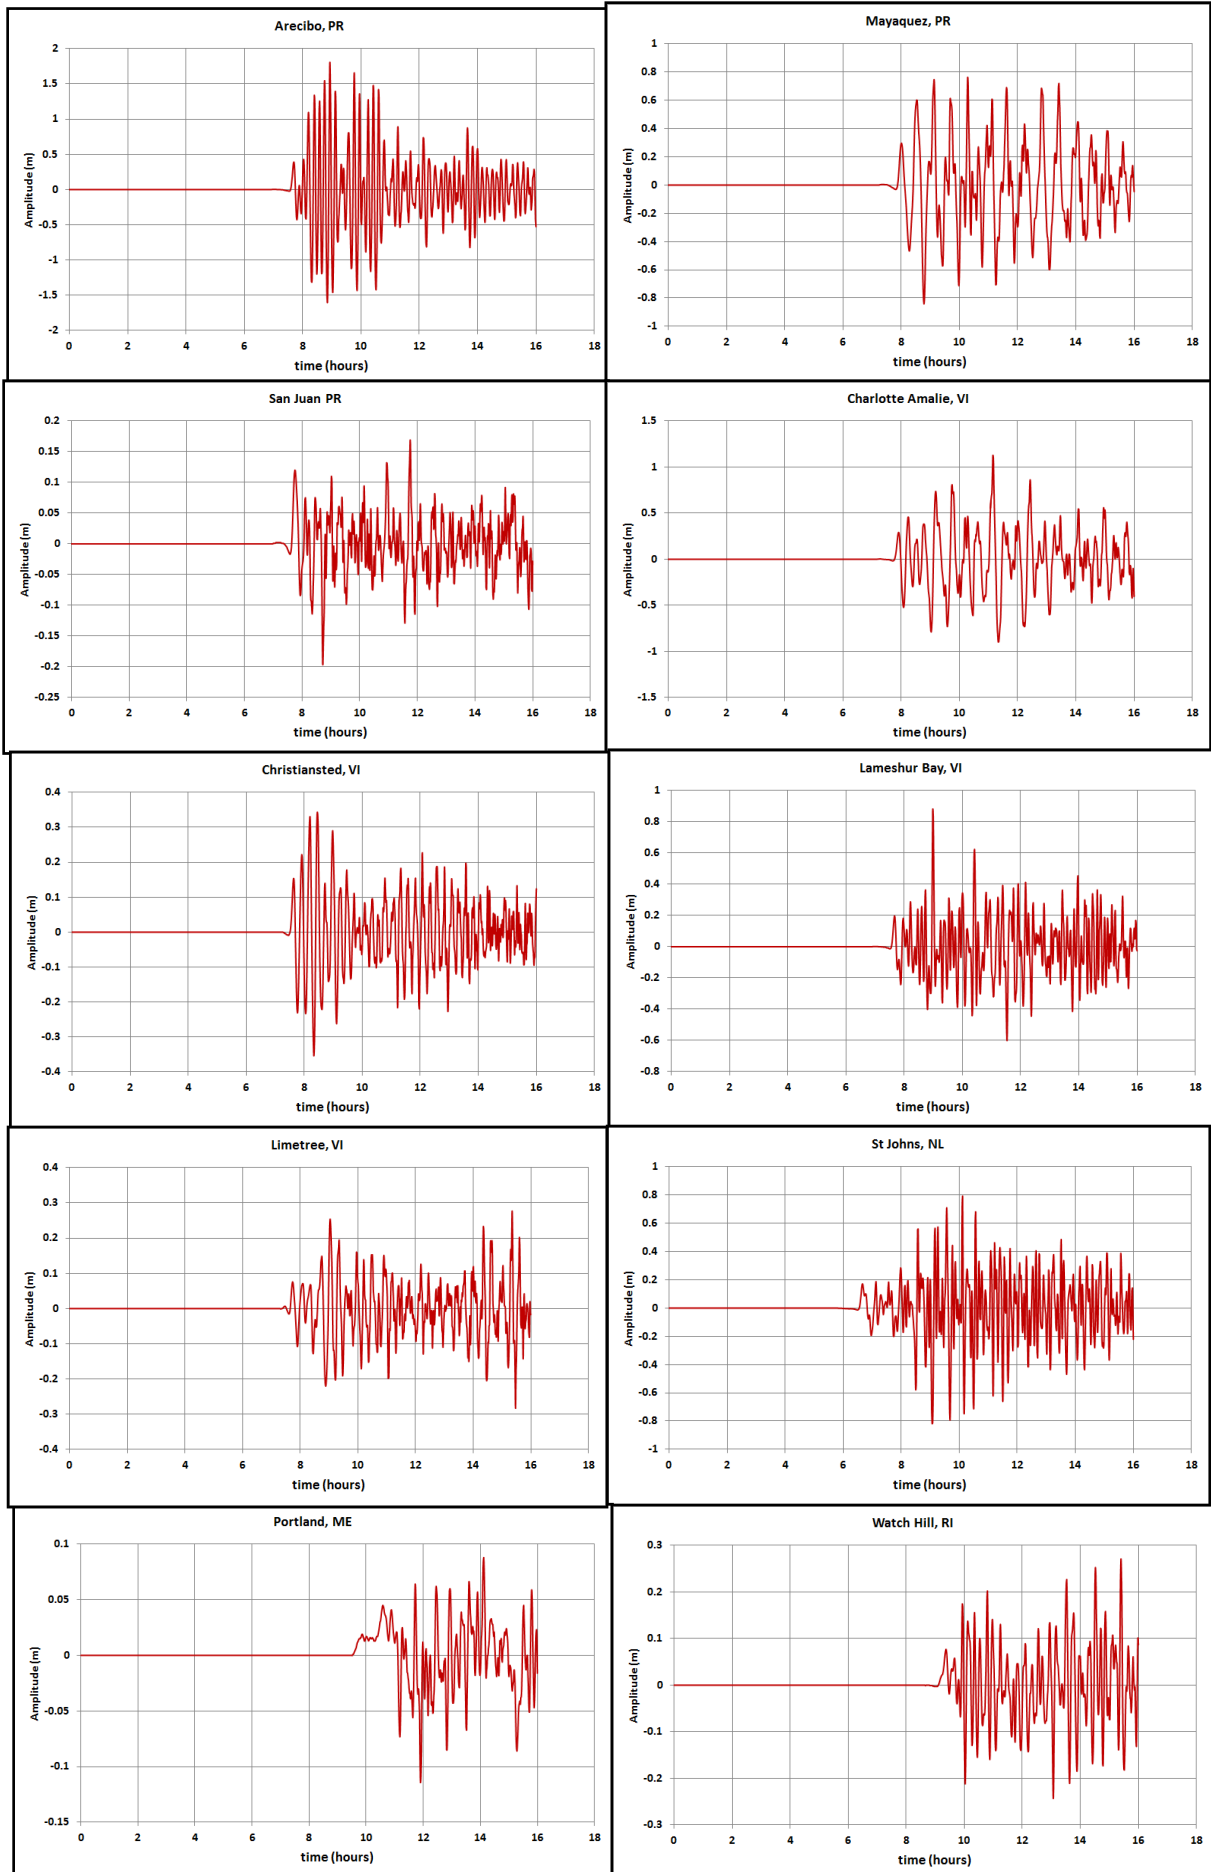 Arecibo, PR
2
1.5
1
0.5
0
-0.5
-1
-1.5
-2
0 2 4 6 8 10 12 14 16 18
Amplitude (m)
time (hours)
Mayaquez, PR
1
0.8
0.6
0.4
0.2
0
-0.2
-0.4
-0.6
-0.8
-1
0 2 4 6 8 10 12 14 16 18
Amplitude (m)
time (hours)
San Juan PR
0.2
0.15
0.1
0.05
0
-0.05
-0.1
-0.15
-0.2
-0.25
0 2 4 6 8 10 12 14 16 18
Amplitude (m)
time (hours)
Charlotte Amalie, VI
1.5
1
0.5
0
-0.5
-1
-1.5
0 2 4 6 8 10 12 14 16 18
Amplitude (m)
time (hours)
Christiansted, VI
0.4
0.3
0.2
0.1
0
-0.1
-0.2
-0.3
-0.4
0 2 4 6 8 10 12 14 16 18
Amplitude (m)
time (hours)
Lameshur Bay, VI
1
0.8
0.6
0.4
0.2
0
-0.2
-0.4
-0.6
-0.8
0 2 4 6 8 10 12 14 16 18
Amplitude (m)
time (hours)
Limetree, VI
0.4
0.3
0.2
0.1
0
-0.1
-0.2
-0.3
-0.4
0 2 4 6 8 10 12 14 16 18
Amplitude (m)
time (hours)
St Johns, NL
1
0.8
0.6
0.4
0.2
0
-0.2
-0.4
-0.6
-0.8
-1
0 2 4 6 8 10 12 14 16 18
Amplitude (m)
time (hours)
Portland, ME
0.1
0.05
0
-0.05
-0.1
-0.15
0 2 4 6 8 10 12 14 16 18
Amplitude (m)
time (hours)
Watch Hill, RI
0.3
0.2
0.1
0
-0.1
-0.2
-0.3
0 2 4 6 8 10 12 14 16 18
Amplitude (m)
time (hours)